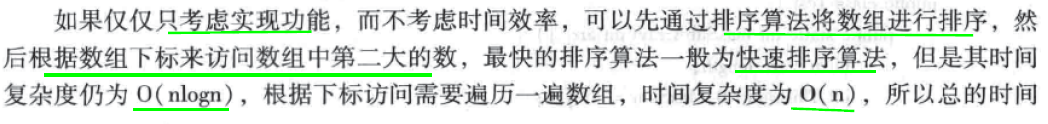 如果仅仅只考虑实现功能，而不考虑时间效率，可以先通过排序算法将数组进行排序，然
后根据数组下标来访问数组中第二大的数，最快的排序算法一般为快速排序算法，但是其时间
复杂度仍为 O(nlogn)，根据下标访问需要遍历一遍数组，时间复杂度为 O(n)，所以总的时间